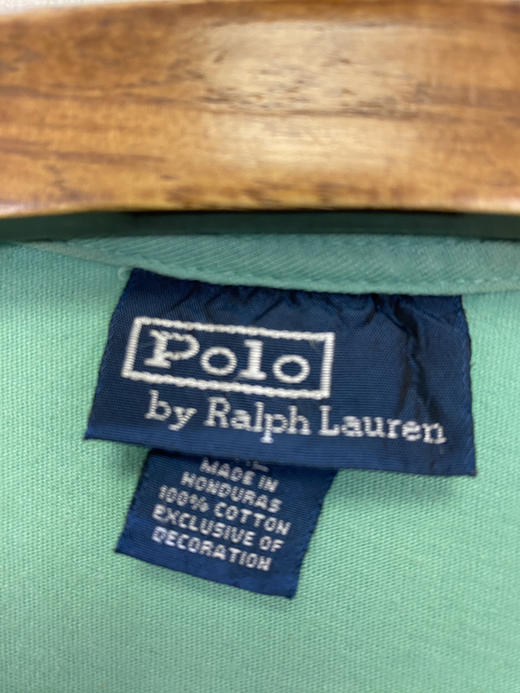 Polo
by Ralph Lauren
MADE IN
HONDURAS
100% COTTON
EXCLUSIVE OF
DECORATION